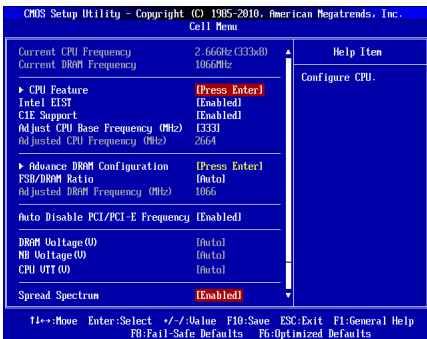 CMOS Setup Utility - Copyright (C) 1985-2010, American Megatrends, Inc.
Cell Menu
Current CPU Frequency 2.66GHz(333x8)
Current DRAM Frequency 1066MHz
Help Item
Configure CPU.
▶ CPU Feature [Press Enter]
Intel EIST [Enabled]
C1E Support [Enabled]
Adjust CPU Base Frequency (MHz) [333]
Adjusted CPU Frequency (MHz) 2664
▶ Advance DRAM Configuration [Press Enter]
FSB/DRAM Ratio [Auto]
Adjusted DRAM Frequency (MHz) 1066
Auto Disable PCI/PCI-E Frequency [Enabled]
DRAM Voltage(V) [Auto]
NB Voltage(V) [Auto]
CPU VTT(V) [Auto]
Spread Spectrum [Enabled]
↑↓←→:Move Enter:Select +/-/:Value F10:Save ESC:Exit F1:General Help
F8:Fail-Safe Defaults F6:Optimized Defaults